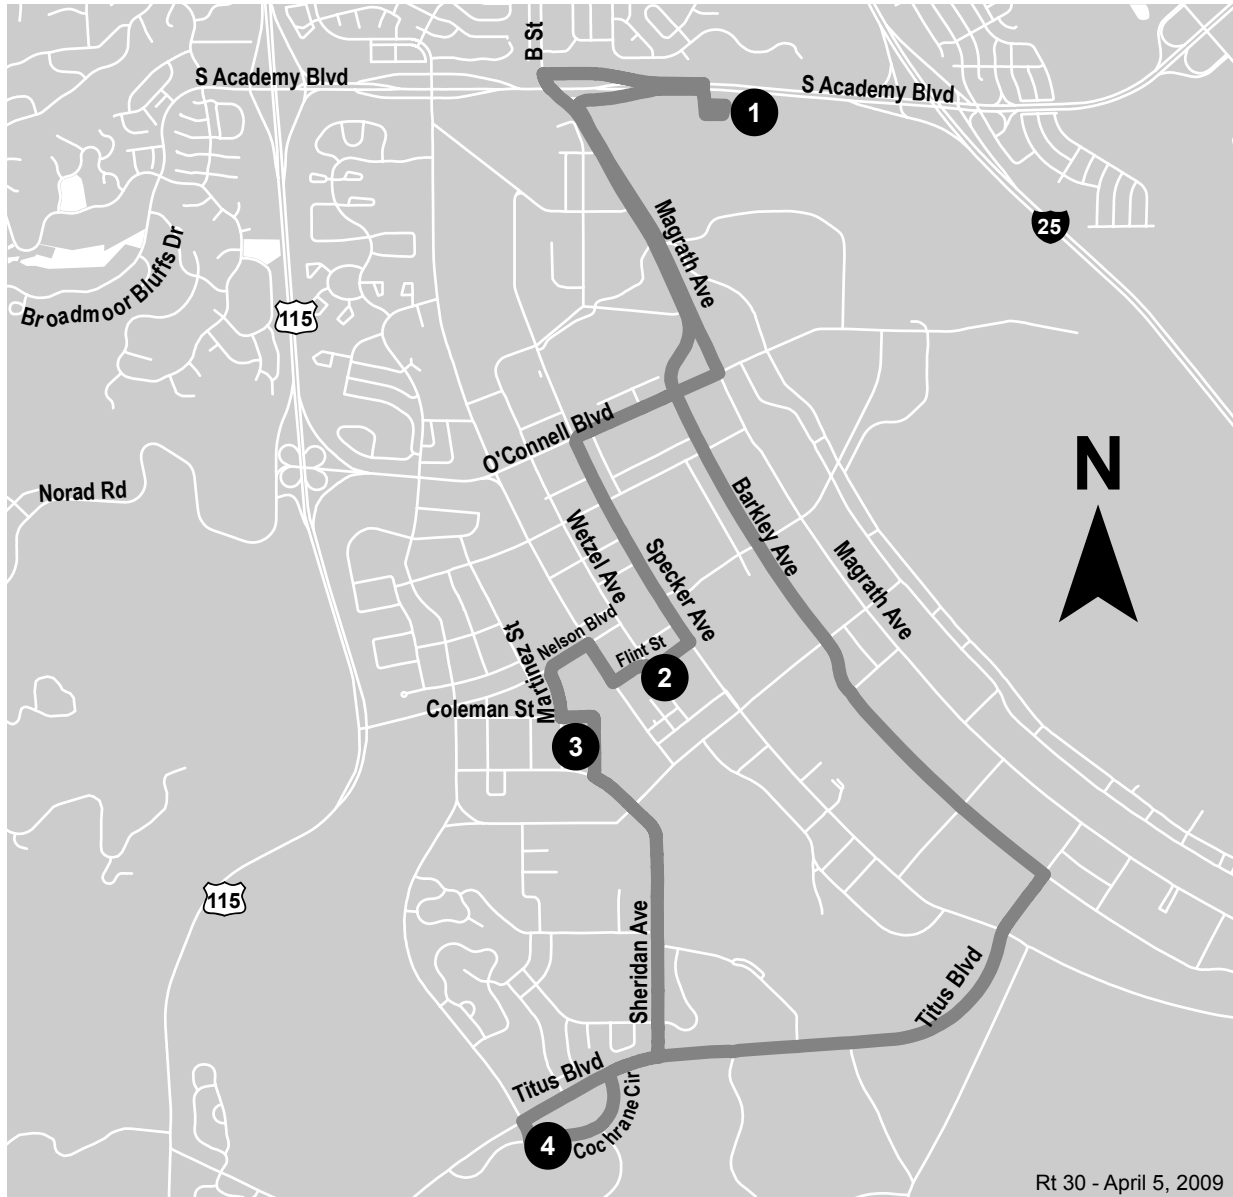 B St
S Academy Blvd
S Academy Blvd
1
Magrath Ave
25
Broadmoor Bluffs Dr
115
O'Connell Blvd
N
Norad Rd
Barkley Ave
Wetzel Ave
Specker Ave
Magrath Ave
Nelson Blvd
Martinez St
Flint St
2
Coleman St
3
115
Sheridan Ave
Titus Blvd
Titus Blvd
Cochrane Cir
4
Rt 30 - April 5, 2009